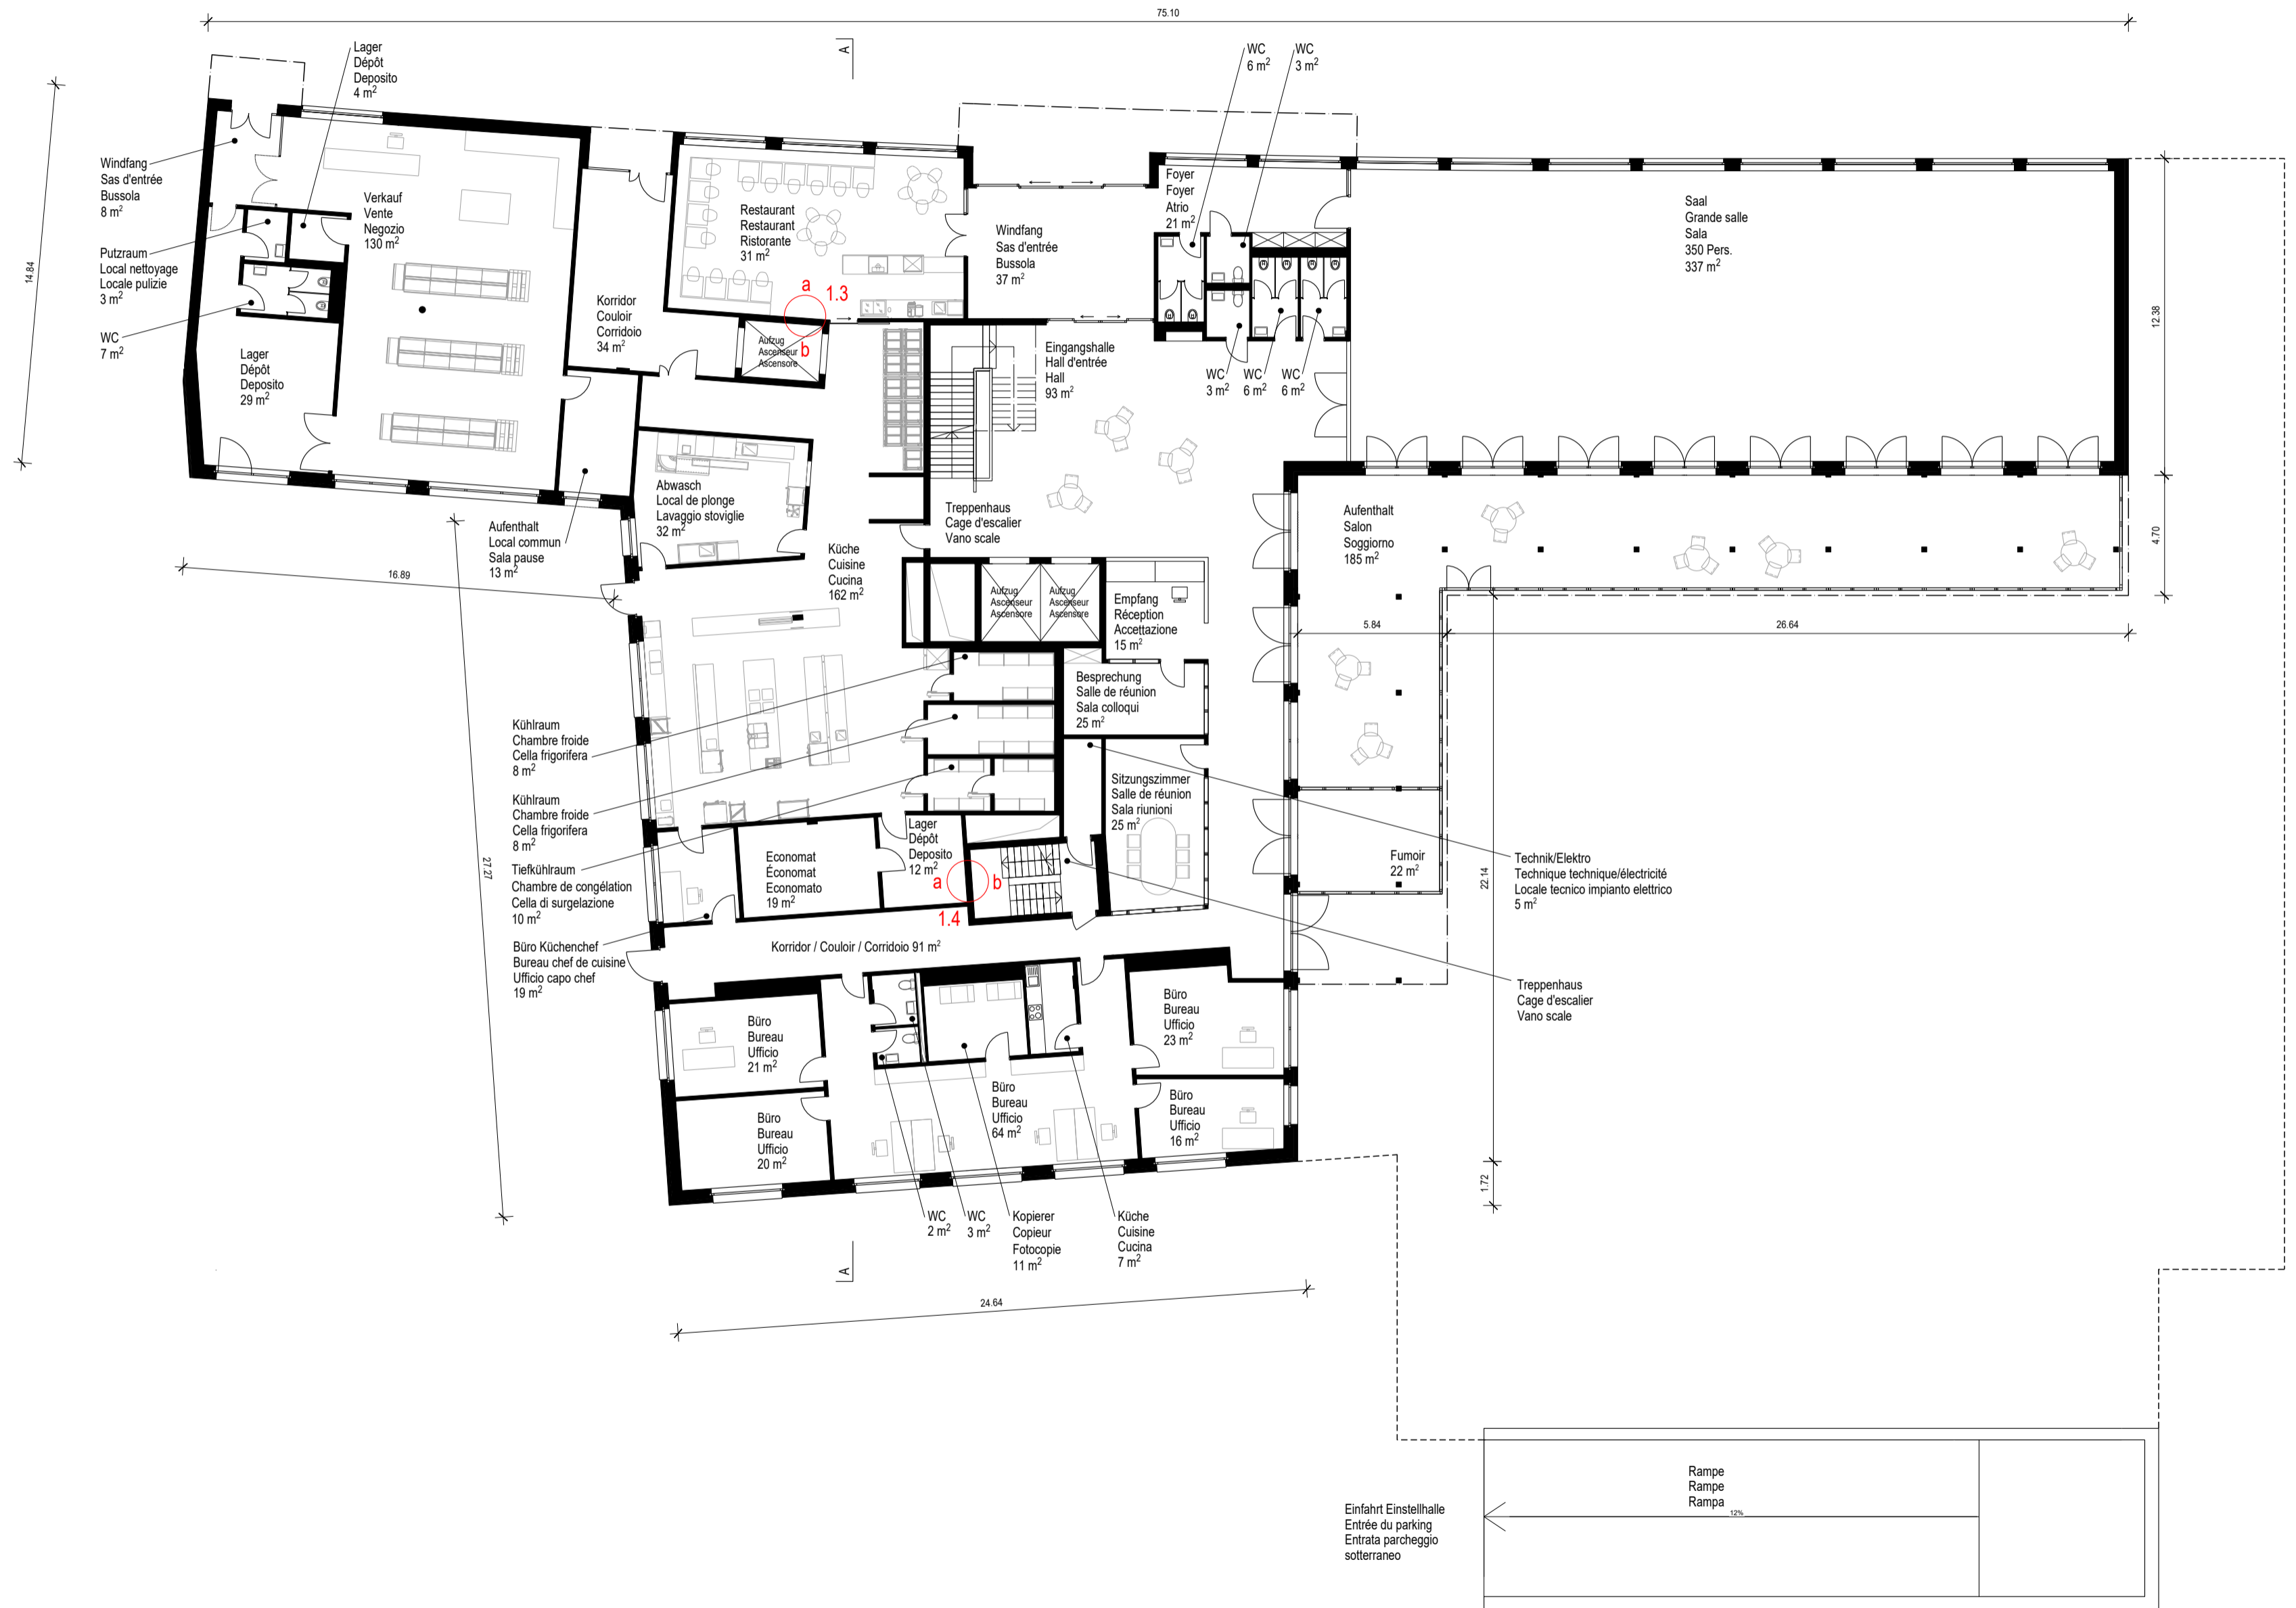 75.10
A
Lager
Dépôt
Deposito
4 m²
WC
6 m²
WC
3 m²
Windfang
Sas d'entrée
Bussola
8 m²
Putzraum
Local nettoyage
Locale pulizie
3 m²
WC
7 m²
14.84
Verkauf
Vente
Negozio
130 m²
Lager
Dépôt
Deposito
29 m²
Korridor
Couloir
Corridoio
34 m²
Restaurant
Restaurant
Ristorante
31 m²
a
1.3
b
Aufzug
Ascenseur
Ascensore
Windfang
Sas d'entrée
Bussola
37 m²
Foyer
Foyer
Atrio
21 m²
Saal
Grande salle
Sala
350 Pers.
337 m²
12.38
Eingangshalle
Hall d'entrée
Hall
93 m²
WC
3 m²
WC
6 m²
WC
6 m²
Abwasch
Local de plonge
Lavaggio stoviglie
32 m²
Aufenthalt
Local commun
Sala pause
13 m²
16.89
Treppenhaus
Cage d'escalier
Vano scale
Küche
Cuisine
Cucina
162 m²
Aufenthalt
Salon
Soggiorno
185 m²
4.70
Aufzug
Ascenseur
Ascensore
Aufzug
Ascenseur
Ascensore
Empfang
Réception
Accettazione
15 m²
5.84
26.64
Besprechung
Salle de réunion
Sala colloqui
25 m²
Kühlraum
Chambre froide
Cella frigorifera
8 m²
Kühlraum
Chambre froide
Cella frigorifera
8 m²
Tiefkühlraum
Chambre de congélation
Cella di surgelazione
10 m²
Büro Küchenchef
Bureau chef de cuisine
Ufficio capo chef
19 m²
27.27
Sitzungszimmer
Salle de réunion
Sala riunioni
25 m²
Economat
Économat
Economato
19 m²
Lager
Dépôt
Deposito
12 m²
a
b
1.4
Fumoir
22 m²
22.14
Technik/Elektro
Technique technique/électricité
Locale tecnico impianto elettrico
5 m²
Korridor / Couloir / Corridoio 91 m²
Treppenhaus
Cage d'escalier
Vano scale
Büro
Bureau
Ufficio
21 m²
Büro
Bureau
Ufficio
23 m²
Büro
Bureau
Ufficio
20 m²
Büro
Bureau
Ufficio
64 m²
Büro
Bureau
Ufficio
16 m²
1.72
WC
2 m²
WC
3 m²
Kopierer
Copieur
Fotocopie
11 m²
Küche
Cuisine
Cucina
7 m²
A
24.64
Rampe
Rampe
Rampa
12%
Einfahrt Einstellhalle
Entrée du parking
Entrata parcheggio
sotterraneo